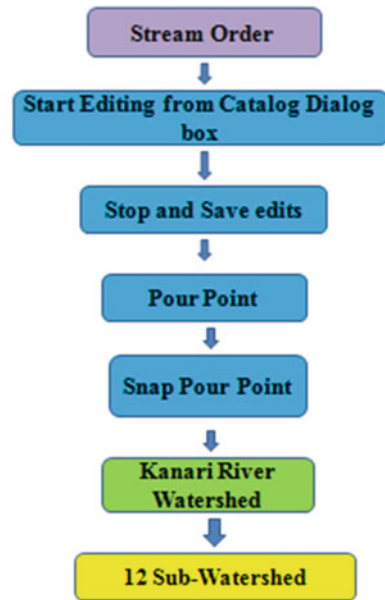 Stream Order
Start Editing from Catalog Dialog
box
Stop and Save edits
Pour Point
Snap Pour Point
Kanari River
Watershed
12 Sub-Watershed